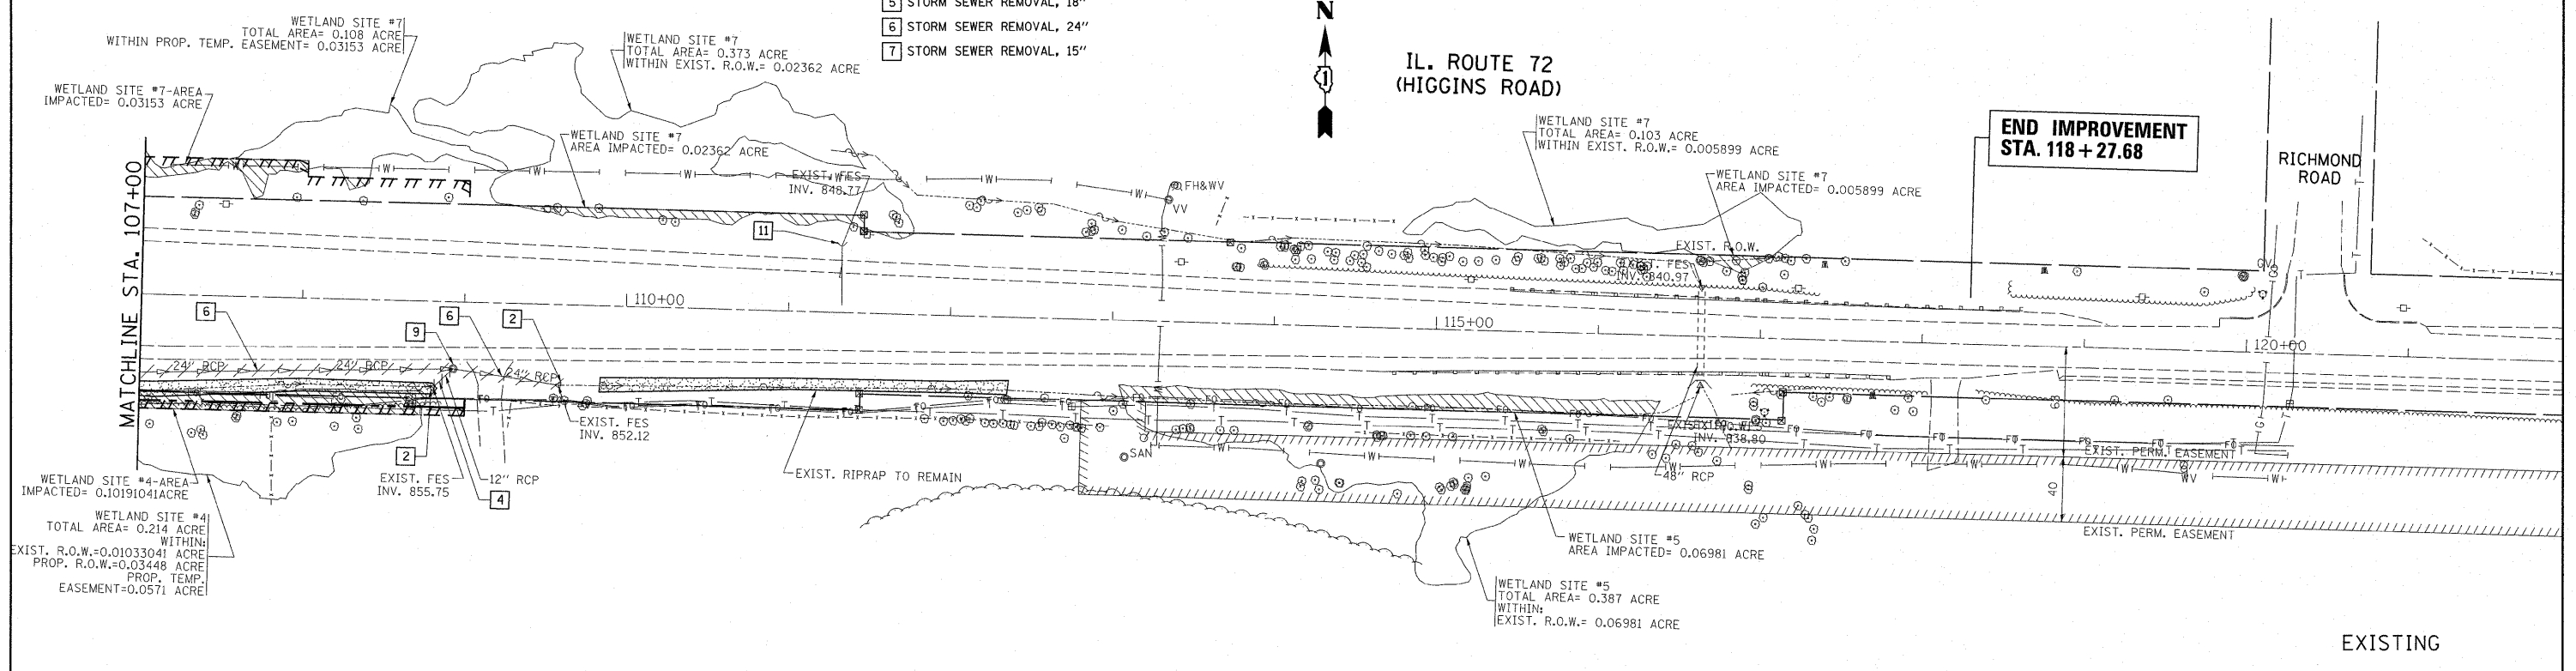 5 STORM SEWER REMOVAL, 18"
6 STORM SEWER REMOVAL, 24"
7 STORM SEWER REMOVAL, 15"
N
IL. ROUTE 72
(HIGGINS ROAD)
WETLAND SITE #7
TOTAL AREA= 0.108 ACRE
WITHIN PROP. TEMP. EASEMENT= 0.03153 ACRE
WETLAND SITE #7
TOTAL AREA= 0.373 ACRE
WITHIN EXIST. R.O.W.= 0.02362 ACRE
WETLAND SITE #7-AREA
IMPACTED= 0.03153 ACRE
WETLAND SITE #7
AREA IMPACTED= 0.02362 ACRE
WETLAND SITE #7
TOTAL AREA= 0.103 ACRE
WITHIN EXIST. R.O.W.= 0.005899 ACRE
END IMPROVEMENT
STA. 118+27.68
RICHMOND
ROAD
WETLAND SITE #7
AREA IMPACTED= 0.005899 ACRE
EXIST. FES
INV. 848.77
FH&WV
VV
11
EXIST. R.O.W.
EXIST. FES
INV. 840.97
GV
MATCHLINE STA. 107+00
110+00
115+00
120+00
6
9
6
2
24" RCP
24" RCP
24" RCP
EXIST. FES
INV. 852.12
2
EXIST. FES
INV. 855.75
12" RCP
4
EXIST. RIPRAP TO REMAIN
SAN
INV. 838.80
48" RCP
63
40
EXIST. PERM. EASEMENT
WV
EXIST. PERM. EASEMENT
WETLAND SITE #4-AREA
IMPACTED= 0.10191041ACRE
WETLAND SITE #4
TOTAL AREA= 0.214 ACRE
WITHIN:
EXIST. R.O.W.=0.01033041 ACRE
PROP. R.O.W.=0.03448 ACRE
PROP. TEMP.
EASEMENT=0.0571 ACRE
WETLAND SITE #5
AREA IMPACTED= 0.06981 ACRE
WETLAND SITE #5
TOTAL AREA= 0.387 ACRE
WITHIN:
EXIST. R.O.W.= 0.06981 ACRE
EXISTING